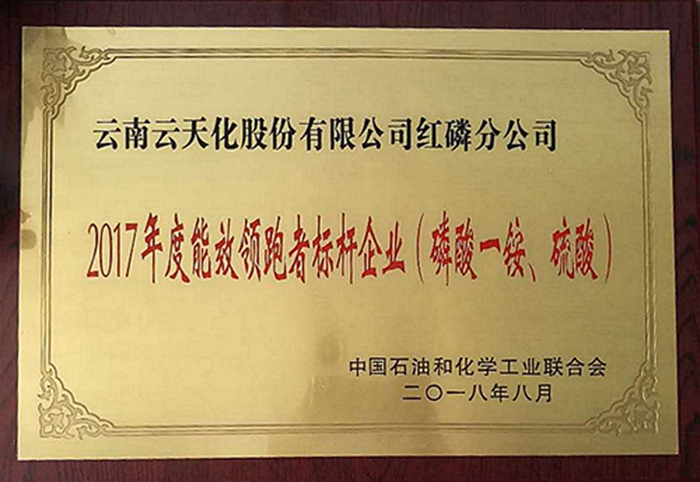 云南云天化股份有限公司红磷分公司
2017年度能效领跑者标杆企业（磷酸一铵、硫酸）
中国石油和化学工业联合会
二〇一八年八月